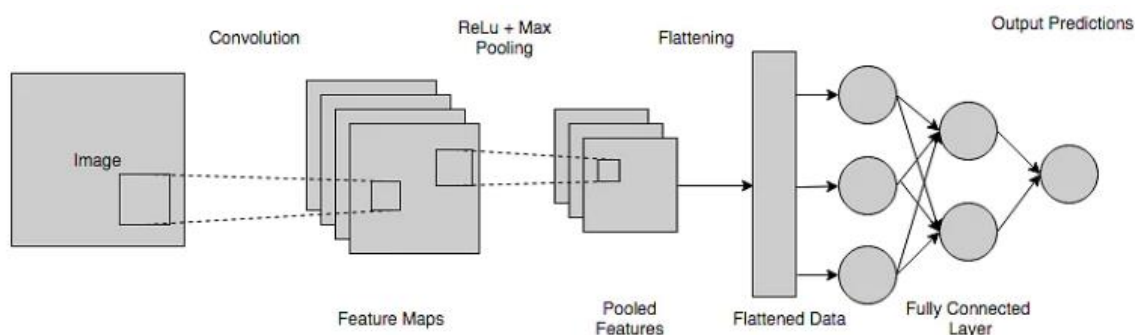 Convolution
ReLu + Max
Pooling
Flattening
Output Predictions
Image
Feature Maps
Pooled
Features
Flattened Data
Fully Connected
Layer